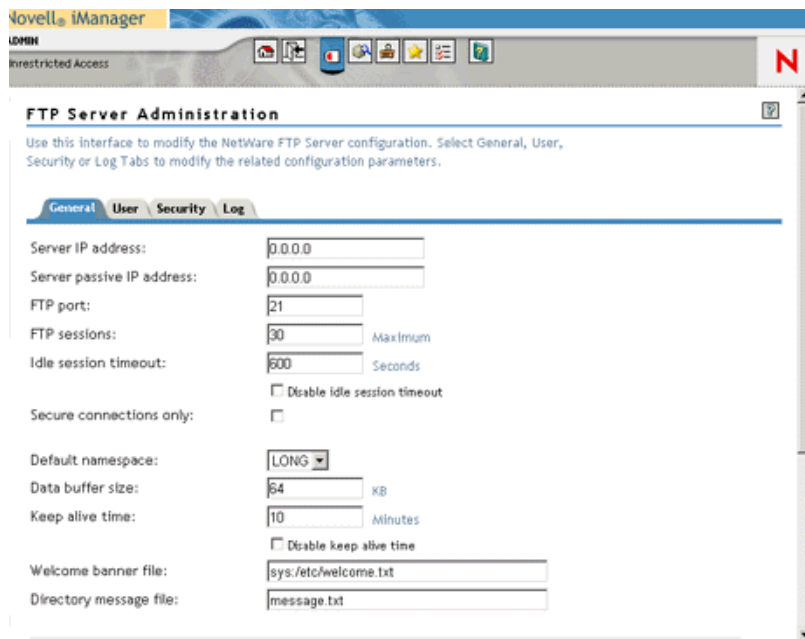 Novell® iManager
ADMIN
Unrestricted Access
N
FTP Server Administration
?
Use this interface to modify the NetWare FTP Server configuration. Select General, User,
Security or Log Tabs to modify the related configuration parameters.
General User Security Log
Server IP address: 0.0.0.0
Server passive IP address: 0.0.0.0
FTP port: 21
FTP sessions: 30 Maximum
Idle session timeout: 600 Seconds
Disable idle session timeout
Secure connections only:
Default namespace: LONG
Data buffer size: 64 KB
Keep alive time: 10 Minutes
Disable keep alive time
Welcome banner file: sys:/etc/welcome.txt
Directory message file: message.txt